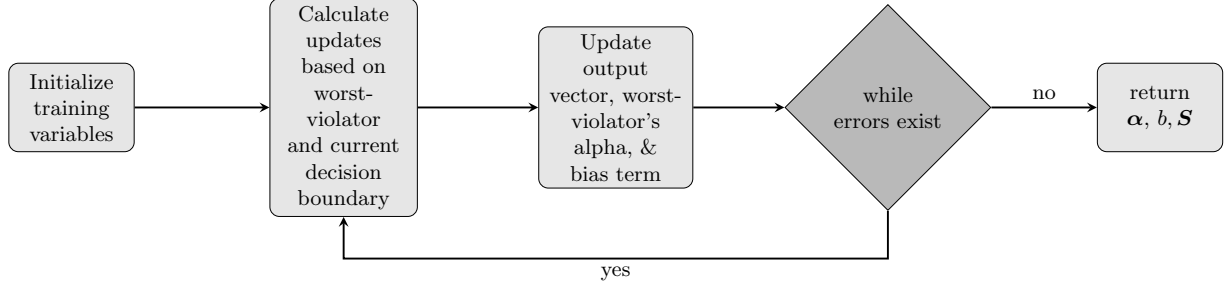 Initialize
training
variables
Calculate
updates
based on
worst-
violator
and current
decision
boundary
Update
output
vector, worst-
violator's
alpha, &
bias term
while
errors exist
no
return
α, b, S
yes